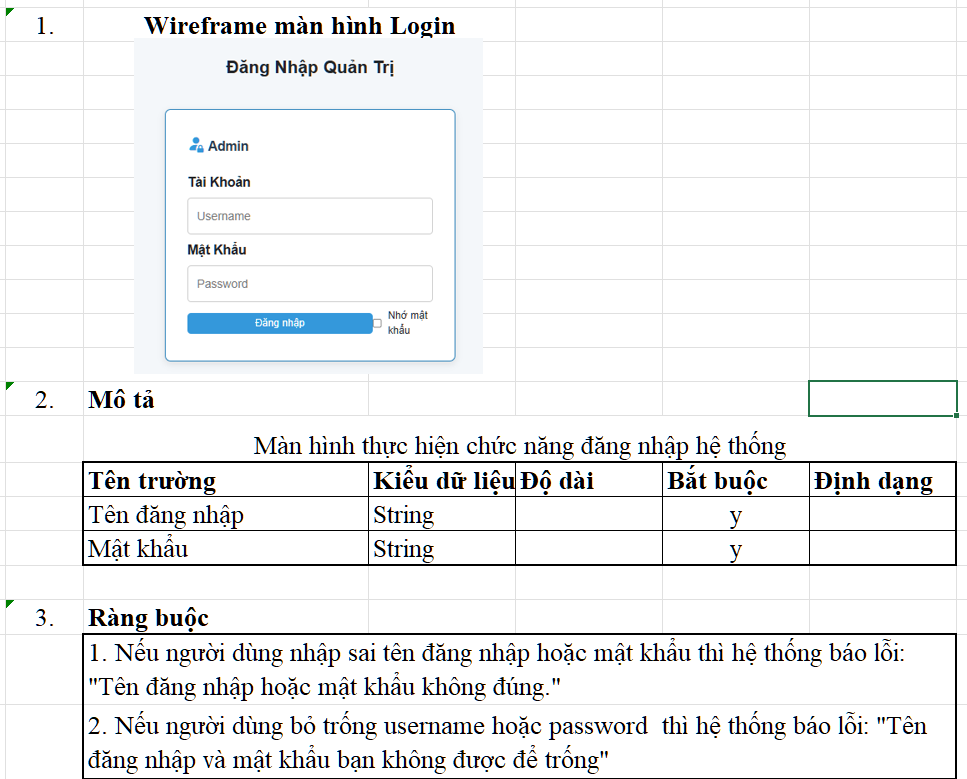 1. Wireframe màn hình Login
Đăng Nhập Quản Trị
Admin
Tài Khoản
Username
Mật Khẩu
Password
Đăng nhập
Nhớ mật
khẩu
2. Mô tả
Màn hình thực hiện chức năng đăng nhập hệ thống
Tên trường Kiểu dữ liệu Độ dài Bắt buộc Định dạng
Tên đăng nhập String y
Mật khẩu String y
3. Ràng buộc
1. Nếu người dùng nhập sai tên đăng nhập hoặc mật khẩu thì hệ thống báo lỗi:
"Tên đăng nhập hoặc mật khẩu không đúng."
2. Nếu người dùng bỏ trống username hoặc password thì hệ thống báo lỗi: "Tên
đăng nhập và mật khẩu bạn không được để trống"